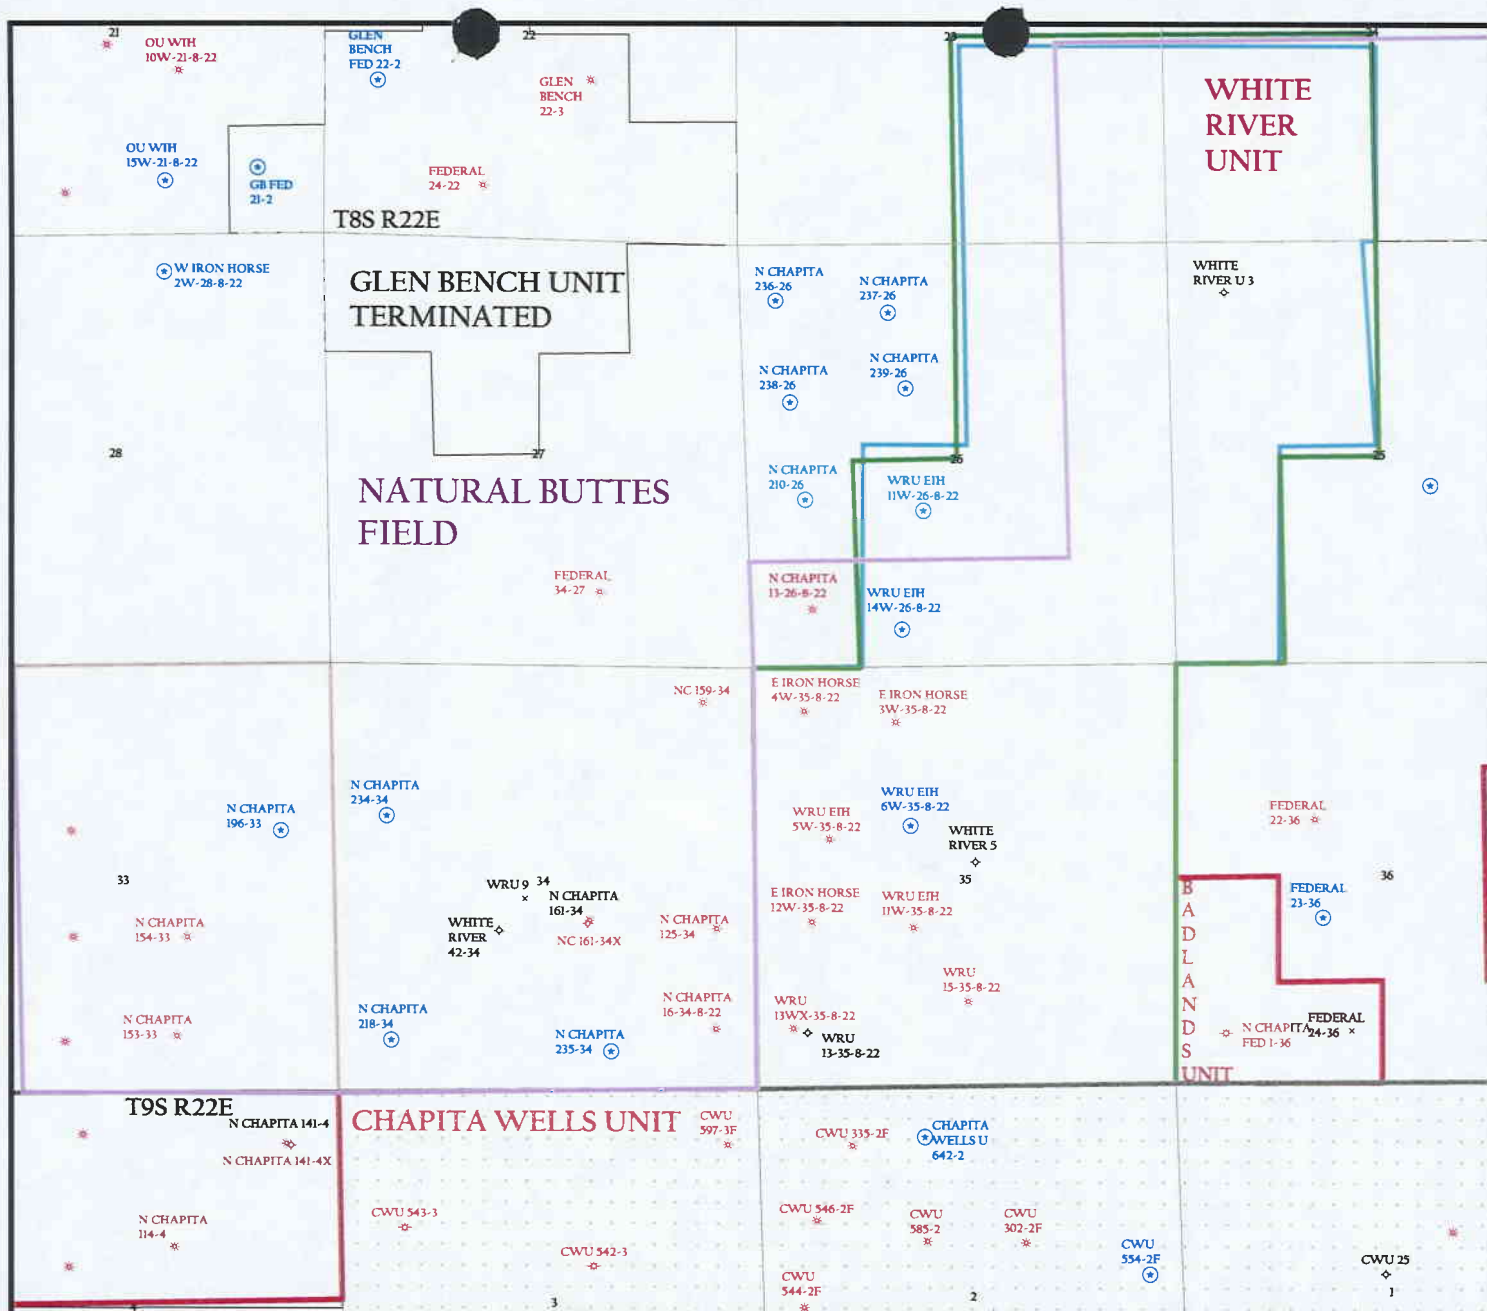 21
OU WIH
10W-21-8-22
GLEN
BENCH
FED 22-2
22
GLEN
BENCH
22-3
23
24
WHITE
RIVER
UNIT
OU WIH
15W-21-8-22
GB FED
21-2
FEDERAL
24-22
T8S R22E
W IRON HORSE
2W-28-8-22
GLEN BENCH UNIT
TERMINATED
N CHAPITA
236-26
N CHAPITA
237-26
WHITE
RIVER U 3
N CHAPITA
238-26
N CHAPITA
239-26
28
27
26
25
NATURAL BUTTES
FIELD
N CHAPITA
210-26
WRU EIH
11W-26-8-22
FEDERAL
34-27
N CHAPITA
13-26-8-22
WRU EIH
14W-26-8-22
NC 159-34
E IRON HORSE
4W-35-8-22
E IRON HORSE
3W-35-8-22
N CHAPITA
196-33
N CHAPITA
234-34
WRU EIH
5W-35-8-22
WRU EIH
6W-35-8-22
WHITE
RIVER 5
35
FEDERAL
22-36
33
WRU 9
34
N CHAPITA
161-34
NC 161-34X
WHITE
RIVER
42-34
N CHAPITA
125-34
E IRON HORSE
12W-35-8-22
WRU EIH
11W-35-8-22
36
FEDERAL
23-36
BADLANDS
UNIT
N CHAPITA
154-33
N CHAPITA
153-33
N CHAPITA
218-34
N CHAPITA
235-34
N CHAPITA
16-34-8-22
WRU
13WX-35-8-22
WRU
13-35-8-22
WRU
15-35-8-22
N CHAPITA
FED 1-36
FEDERAL
24-36
T9S R22E
N CHAPITA 141-4
N CHAPITA 141-4X
CHAPITA WELLS UNIT
CWU
597-3F
CWU 335-2F
CHAPITA
WELLS U
642-2
N CHAPITA
114-4
CWU 543-3
CWU 542-3
CWU 546-2F
CWU
585-2
CWU
302-2F
CWU
554-2F
CWU 25
CWU
544-2F
3
2
1